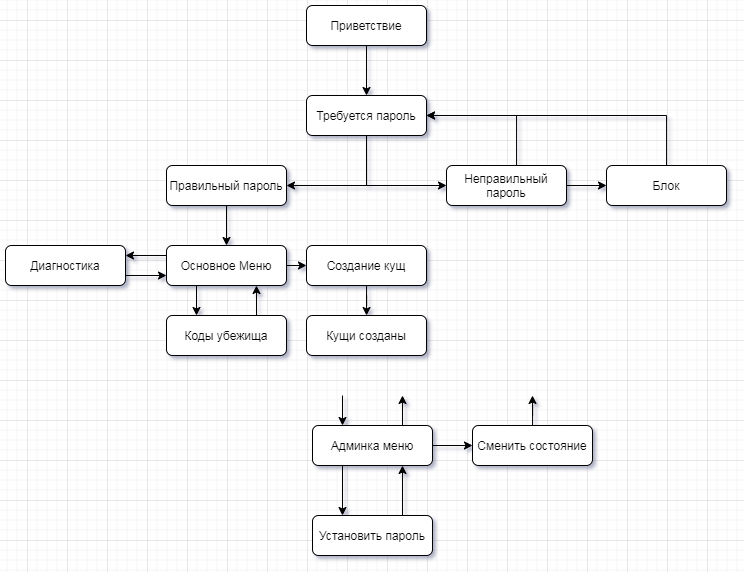 Приветствие
Требуется пароль
Правильный пароль
Неправильный
пароль
Блок
Диагностика
Основное Меню
Создание кущ
Коды убежища
Кущи созданы
Админка меню
Сменить состояние
Установить пароль